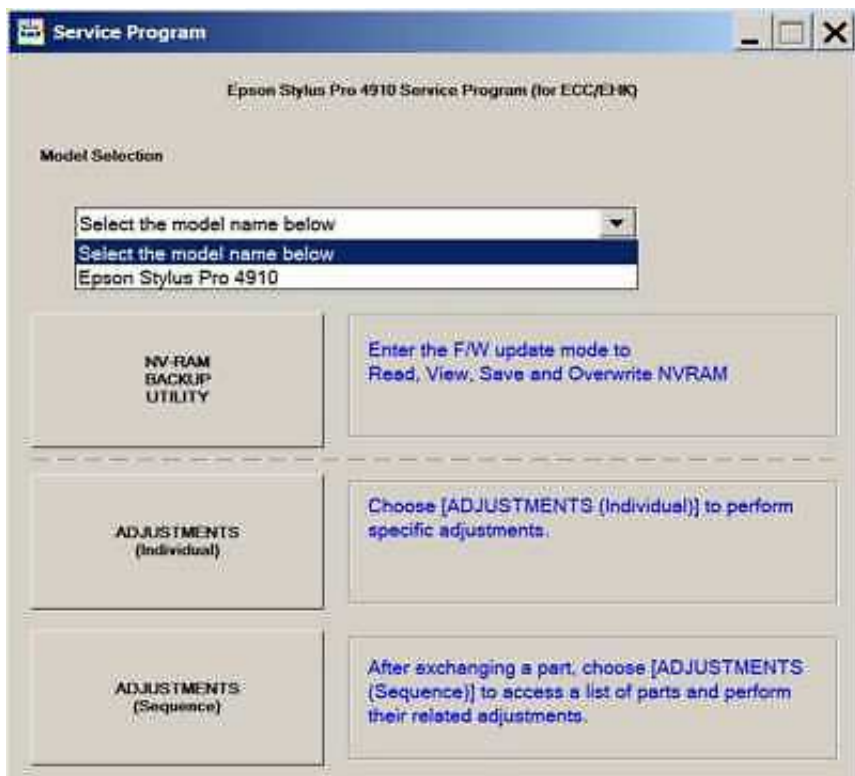 Service Program
Epson Stylus Pro 4910 Service Program (for ECC/EHK)
Model Selection
Select the model name below
Select the model name below
Epson Stylus Pro 4910
NV-RAM
BACKUP
UTILITY
Enter the F/W update mode to
Read, View, Save and Overwrite NVRAM
ADJUSTMENTS
(Individual)
Choose [ADJUSTMENTS (Individual)] to perform
specific adjustments.
ADJUSTMENTS
(Sequence)
After exchanging a part, choose [ADJUSTMENTS
(Sequence)] to access a list of parts and perform
their related adjustments.